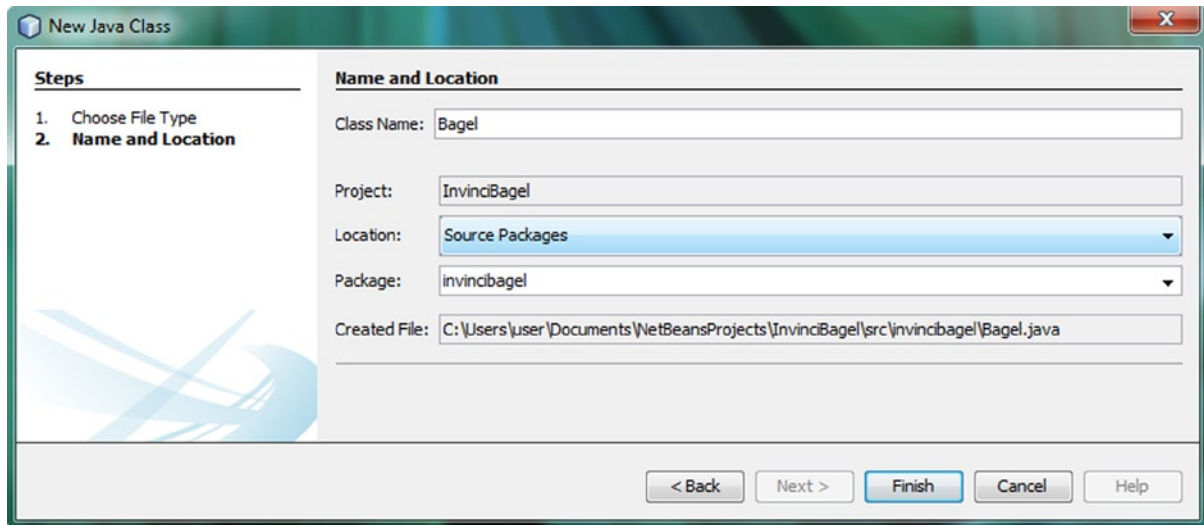 New Java Class
X
Steps
1. Choose File Type
2. Name and Location
Name and Location
Class Name: Bagel
Project: InvinciBagel
Location: Source Packages
Package: invincibagel
Created File: C:\Users\user\Documents\NetBeansProjects\InvinciBagel\src\invincibagel\Bagel.java
< Back Next > Finish Cancel Help